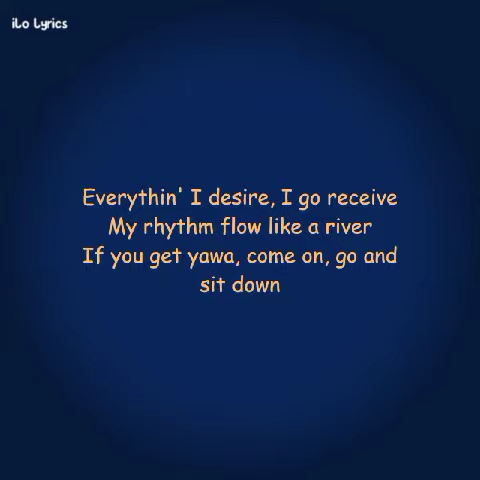 iLo Lyrics
Everythin' I desire, I go receive
My rhythm flow like a river
If you get yawa, come on, go and
sit down